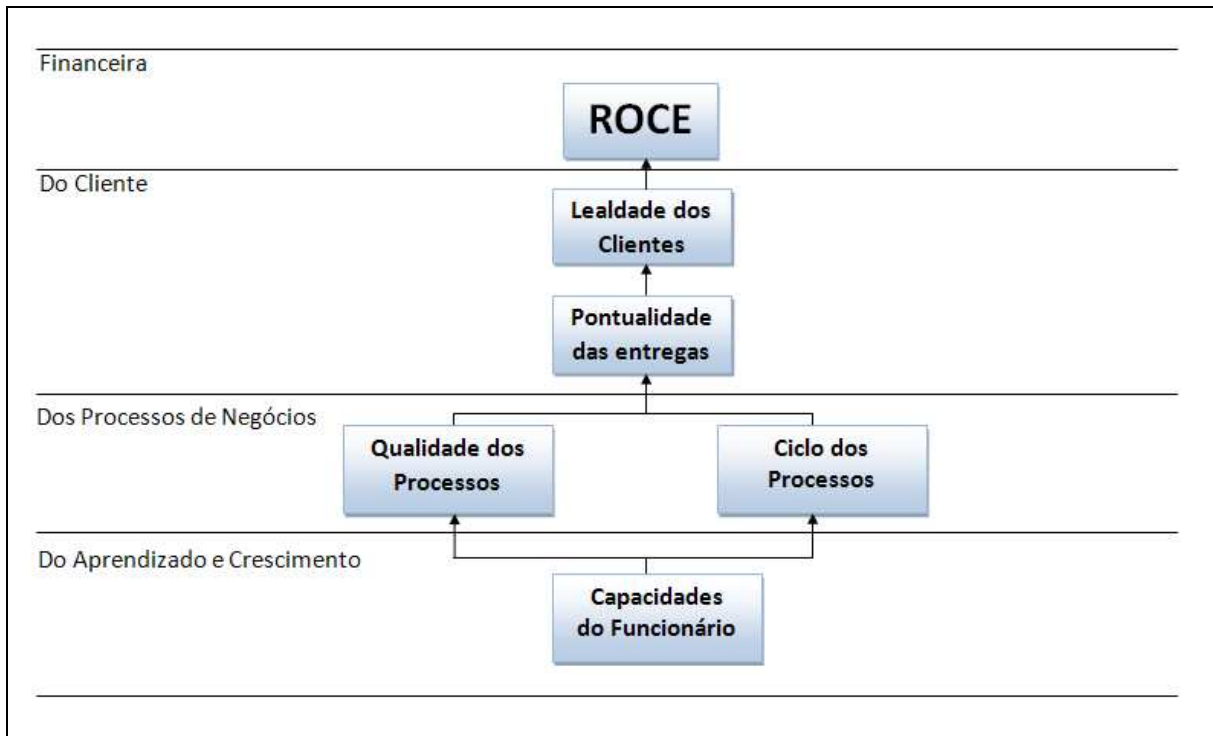 Financeira
ROCE
Do Cliente
Lealdade dos
Clientes
Pontualidade
das entregas
Dos Processos de Negócios
Qualidade dos
Processos
Ciclo dos
Processos
Do Aprendizado e Crescimento
Capacidades
do Funcionário